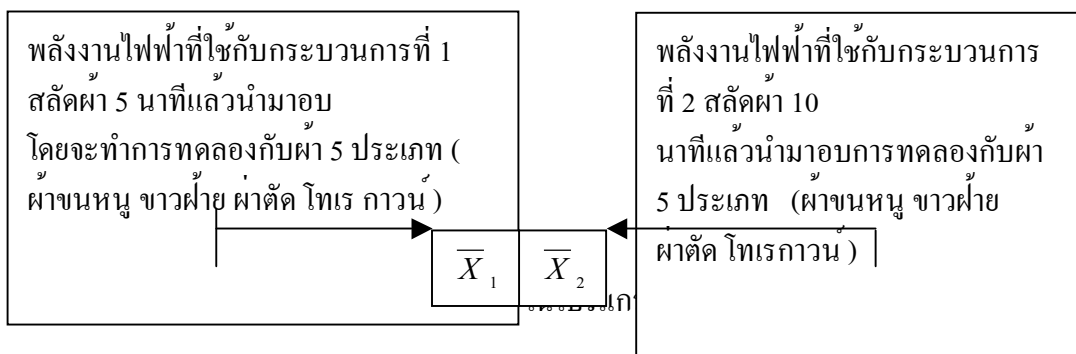 พลังงานไฟฟ้าที่ใช้กับกระบวนการที่ 1
สลัดผ้า 5 นาทีแล้วนำมาอบ
โดยจะทำการทดลองกับผ้า 5 ประเภท (
ผ้าขนหนู ขาวฝ้าย ผ่าตัด โทเร กาวน์ )
พลังงานไฟฟ้าที่ใช้กับกระบวนการ
ที่ 2 สลัดผ้า 10
นาทีแล้วนำมาอบการทดลองกับผ้า
5 ประเภท (ผ้าขนหนู ขาวฝ้าย
ผ่าตัด โทเรกาวน์ )
X̅ 1 X̅ 2